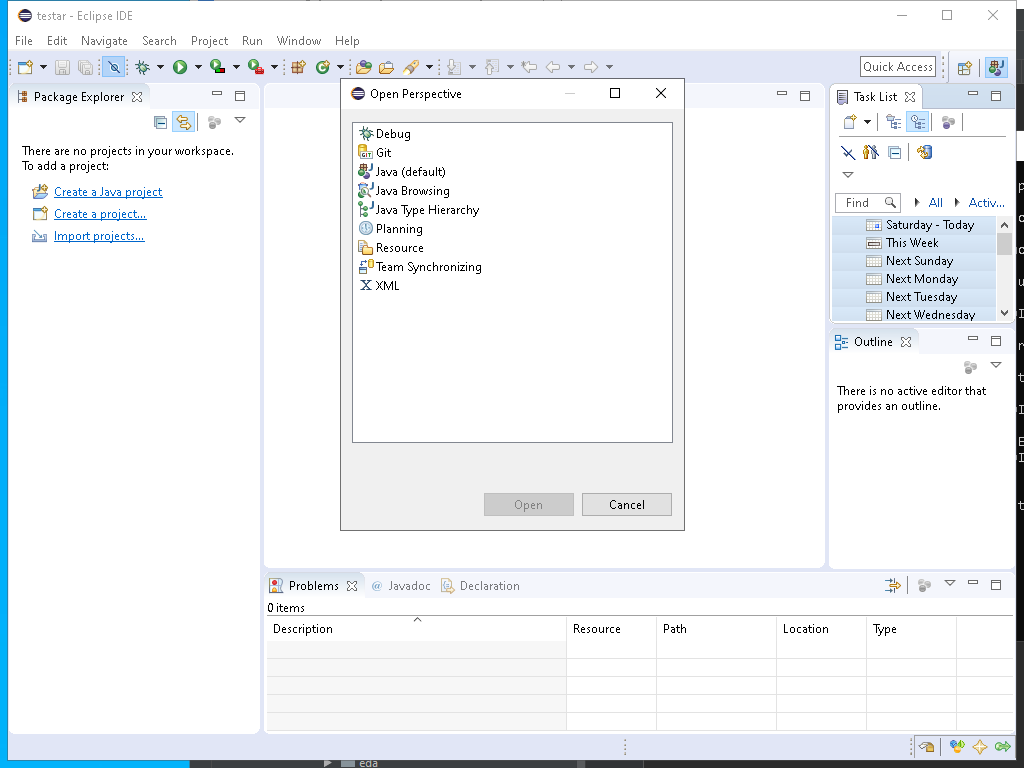 testar - Eclipse IDE
File Edit Navigate Search Project Run Window Help
Quick Access
Package Explorer
There are no projects in your workspace.
To add a project:
Create a Java project
Create a project...
Import projects...
Open Perspective
Debug
Git
Java (default)
Java Browsing
Java Type Hierarchy
Planning
Resource
Team Synchronizing
XML
Open Cancel
Task List
Find All Activ...
Saturday - Today
This Week
Next Sunday
Next Monday
Next Tuesday
Next Wednesday
Outline
There is no active editor that
provides an outline.
Problems @ Javadoc Declaration
0 items
Description Resource Path Location Type
eda